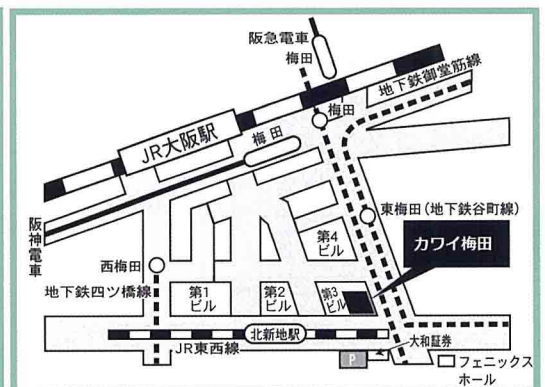 阪急電車
梅田
地下鉄御堂筋線
梅田
JR大阪駅
梅田
阪神電車
東梅田(地下鉄谷町線)
第4
ビル
カワイ梅田
西梅田
地下鉄四ツ橋線
第1
ビル
第2
ビル
第3
ビル
北新地駅
JR東西線
大和証券
P
フェニックス
ホール